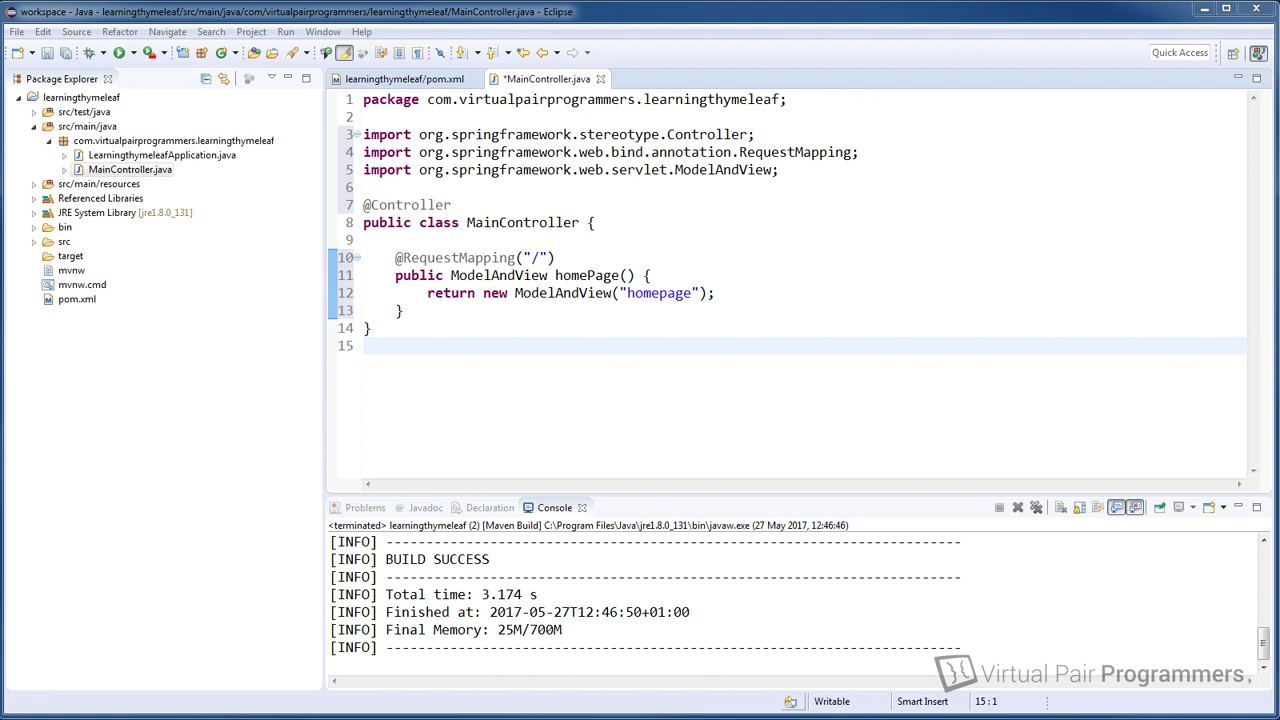 workspace - Java - learningthymeleaf/src/main/java/com/virtualpairprogrammers/learningthymeleaf/MainController.java - Eclipse
File Edit Source Refactor Navigate Search Project Run Window Help
Quick Access
Package Explorer
learningthymeleaf
src/test/java
src/main/java
com.virtualpairprogrammers.learningthymeleaf
LearningthymeleafApplication.java
MainController.java
src/main/resources
Referenced Libraries
JRE System Library [jre1.8.0_131]
bin
src
target
mvnw
mvnw.cmd
pom.xml
learningthymeleaf/pom.xml *MainController.java
1 package com.virtualpairprogrammers.learningthymeleaf;
2
3 import org.springframework.stereotype.Controller;
4 import org.springframework.web.bind.annotation.RequestMapping;
5 import org.springframework.web.servlet.ModelAndView;
6
7 @Controller
8 public class MainController {
9
10 @RequestMapping("/")
11 public ModelAndView homePage() {
12 return new ModelAndView("homepage");
13 }
14 }
15
Problems Javadoc Declaration Console
<terminated> learningthymeleaf (2) [Maven Build] C:\Program Files\Java\jre1.8.0_131\bin\javaw.exe (27 May 2017, 12:46:46)
[INFO] ------------------------------------------------------------------------
[INFO] BUILD SUCCESS
[INFO] ------------------------------------------------------------------------
[INFO] Total time: 3.174 s
[INFO] Finished at: 2017-05-27T12:46:50+01:00
[INFO] Final Memory: 25M/700M
[INFO] ------------------------------------------------------------------------
Virtual Pair Programmers
Writable Smart Insert 15 : 1